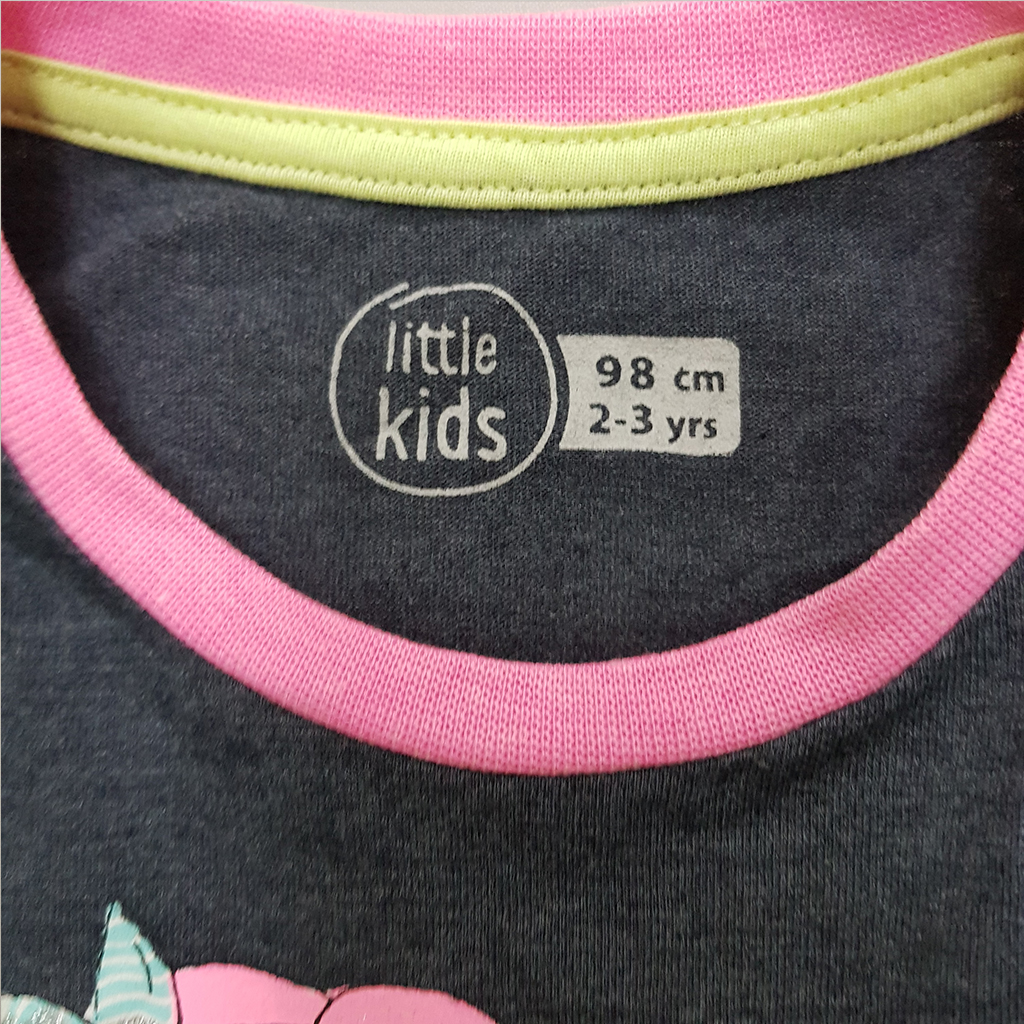 little
kids
98 cm
2-3 yrs